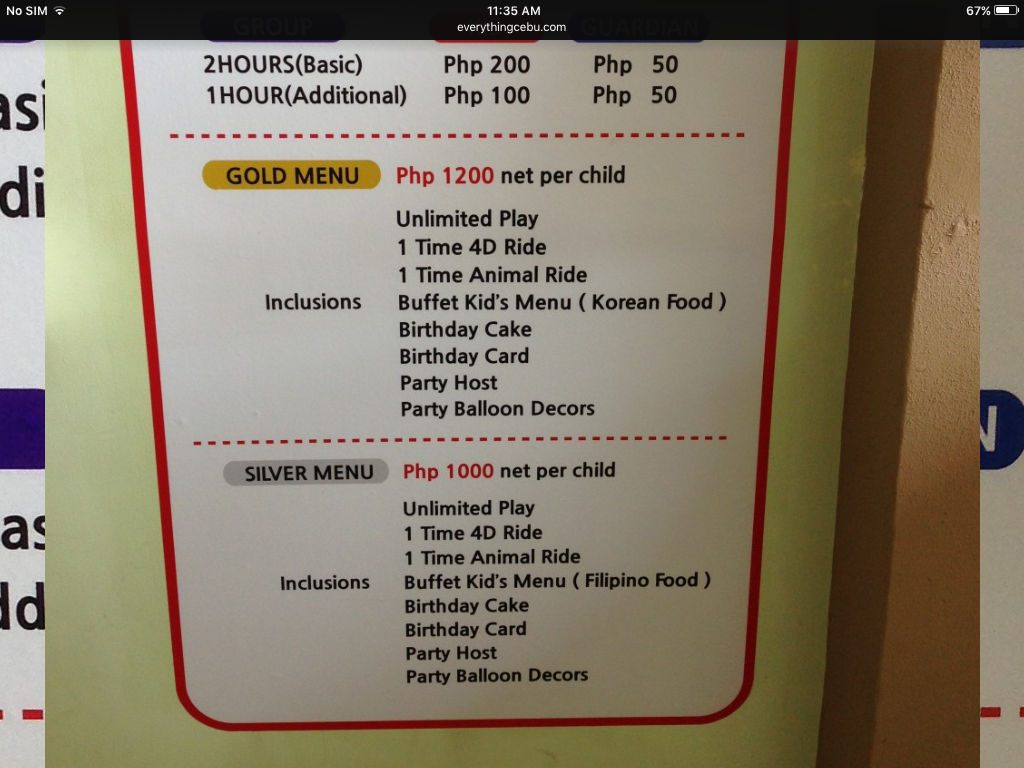 No SIM 11:35 AM 67%
everythingcebu.com
GROUP GUARDIAN
2HOURS(Basic) Php 200 Php 50
1HOUR(Additional) Php 100 Php 50
GOLD MENU Php 1200 net per child
Unlimited Play
1 Time 4D Ride
1 Time Animal Ride
Inclusions Buffet Kid's Menu ( Korean Food )
Birthday Cake
Birthday Card
Party Host
Party Balloon Decors
SILVER MENU Php 1000 net per child
Unlimited Play
1 Time 4D Ride
1 Time Animal Ride
Inclusions Buffet Kid's Menu ( Filipino Food )
Birthday Cake
Birthday Card
Party Host
Party Balloon Decors